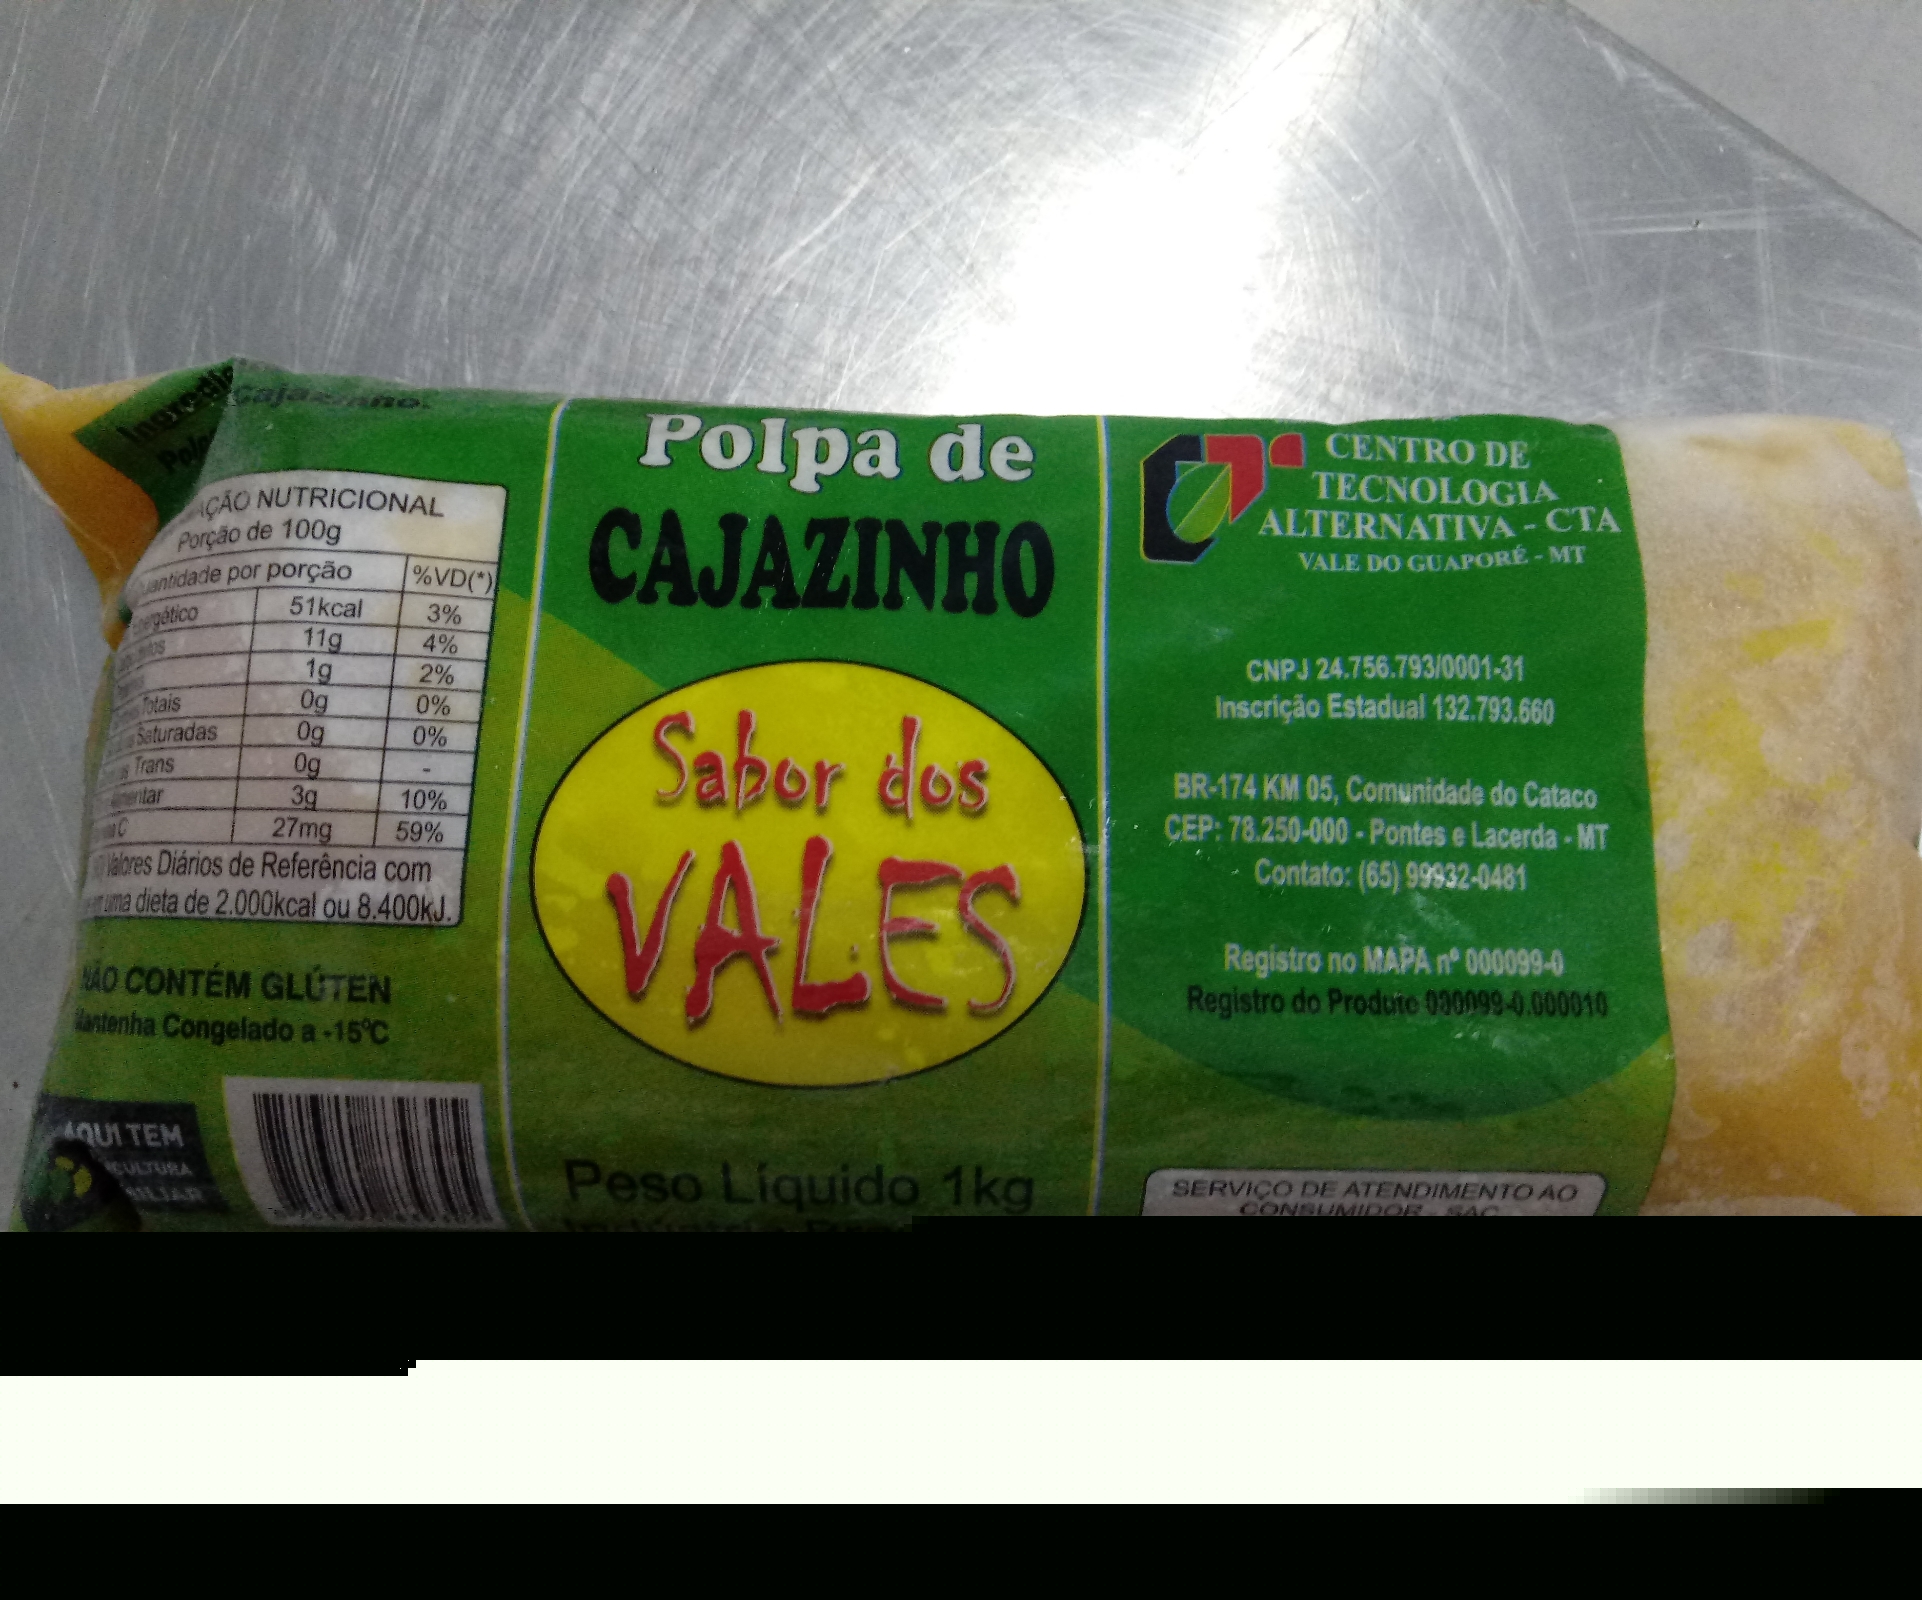 cajazinho.
NUTRICIONAL
Porção de 100g
por porção %VD(*)
51kcal 3%
11g 4%
1g 2%
Totais 0g 0%
Saturadas 0g 0%
Trans 0g -
3g 10%
C 27mg 59%
Valores Diários de Referência com
uma dieta de 2.000kcal ou 8.400kJ.
NÃO CONTÉM GLÚTEN
Mantenha Congelado a -15ºC
AQUI TEM
Polpa de
CAJAZINHO
Sabor dos
VALES
Peso Líquido 1kg
CENTRO DE
TECNOLOGIA
ALTERNATIVA - CTA
VALE DO GUAPORÉ - MT
CNPJ 24.756.793/0001-31
Inscrição Estadual 132.793.660
BR-174 KM 05, Comunidade do Cataco
CEP: 78.250-000 - Pontes e Lacerda - MT
Contato: (65) 99932-0481
Registro no MAPA nº 000099-0
Registro do Produto 000099-0.000010
SERVIÇO DE ATENDIMENTO AO
CONSUMIDOR - SAC